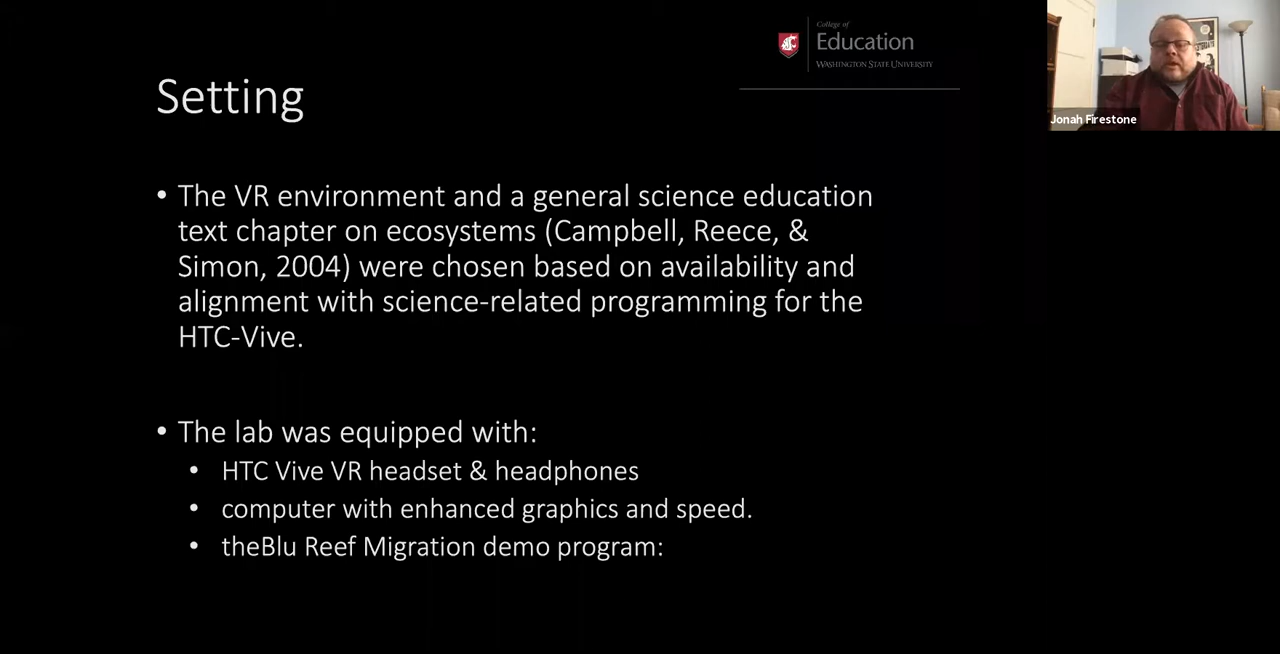 College of
Education
WASHINGTON STATE UNIVERSITY
Jonah Firestone
Setting
• The VR environment and a general science education
text chapter on ecosystems (Campbell, Reece, &
Simon, 2004) were chosen based on availability and
alignment with science-related programming for the
HTC-Vive.
• The lab was equipped with:
• HTC Vive VR headset & headphones
• computer with enhanced graphics and speed.
• theBlu Reef Migration demo program: